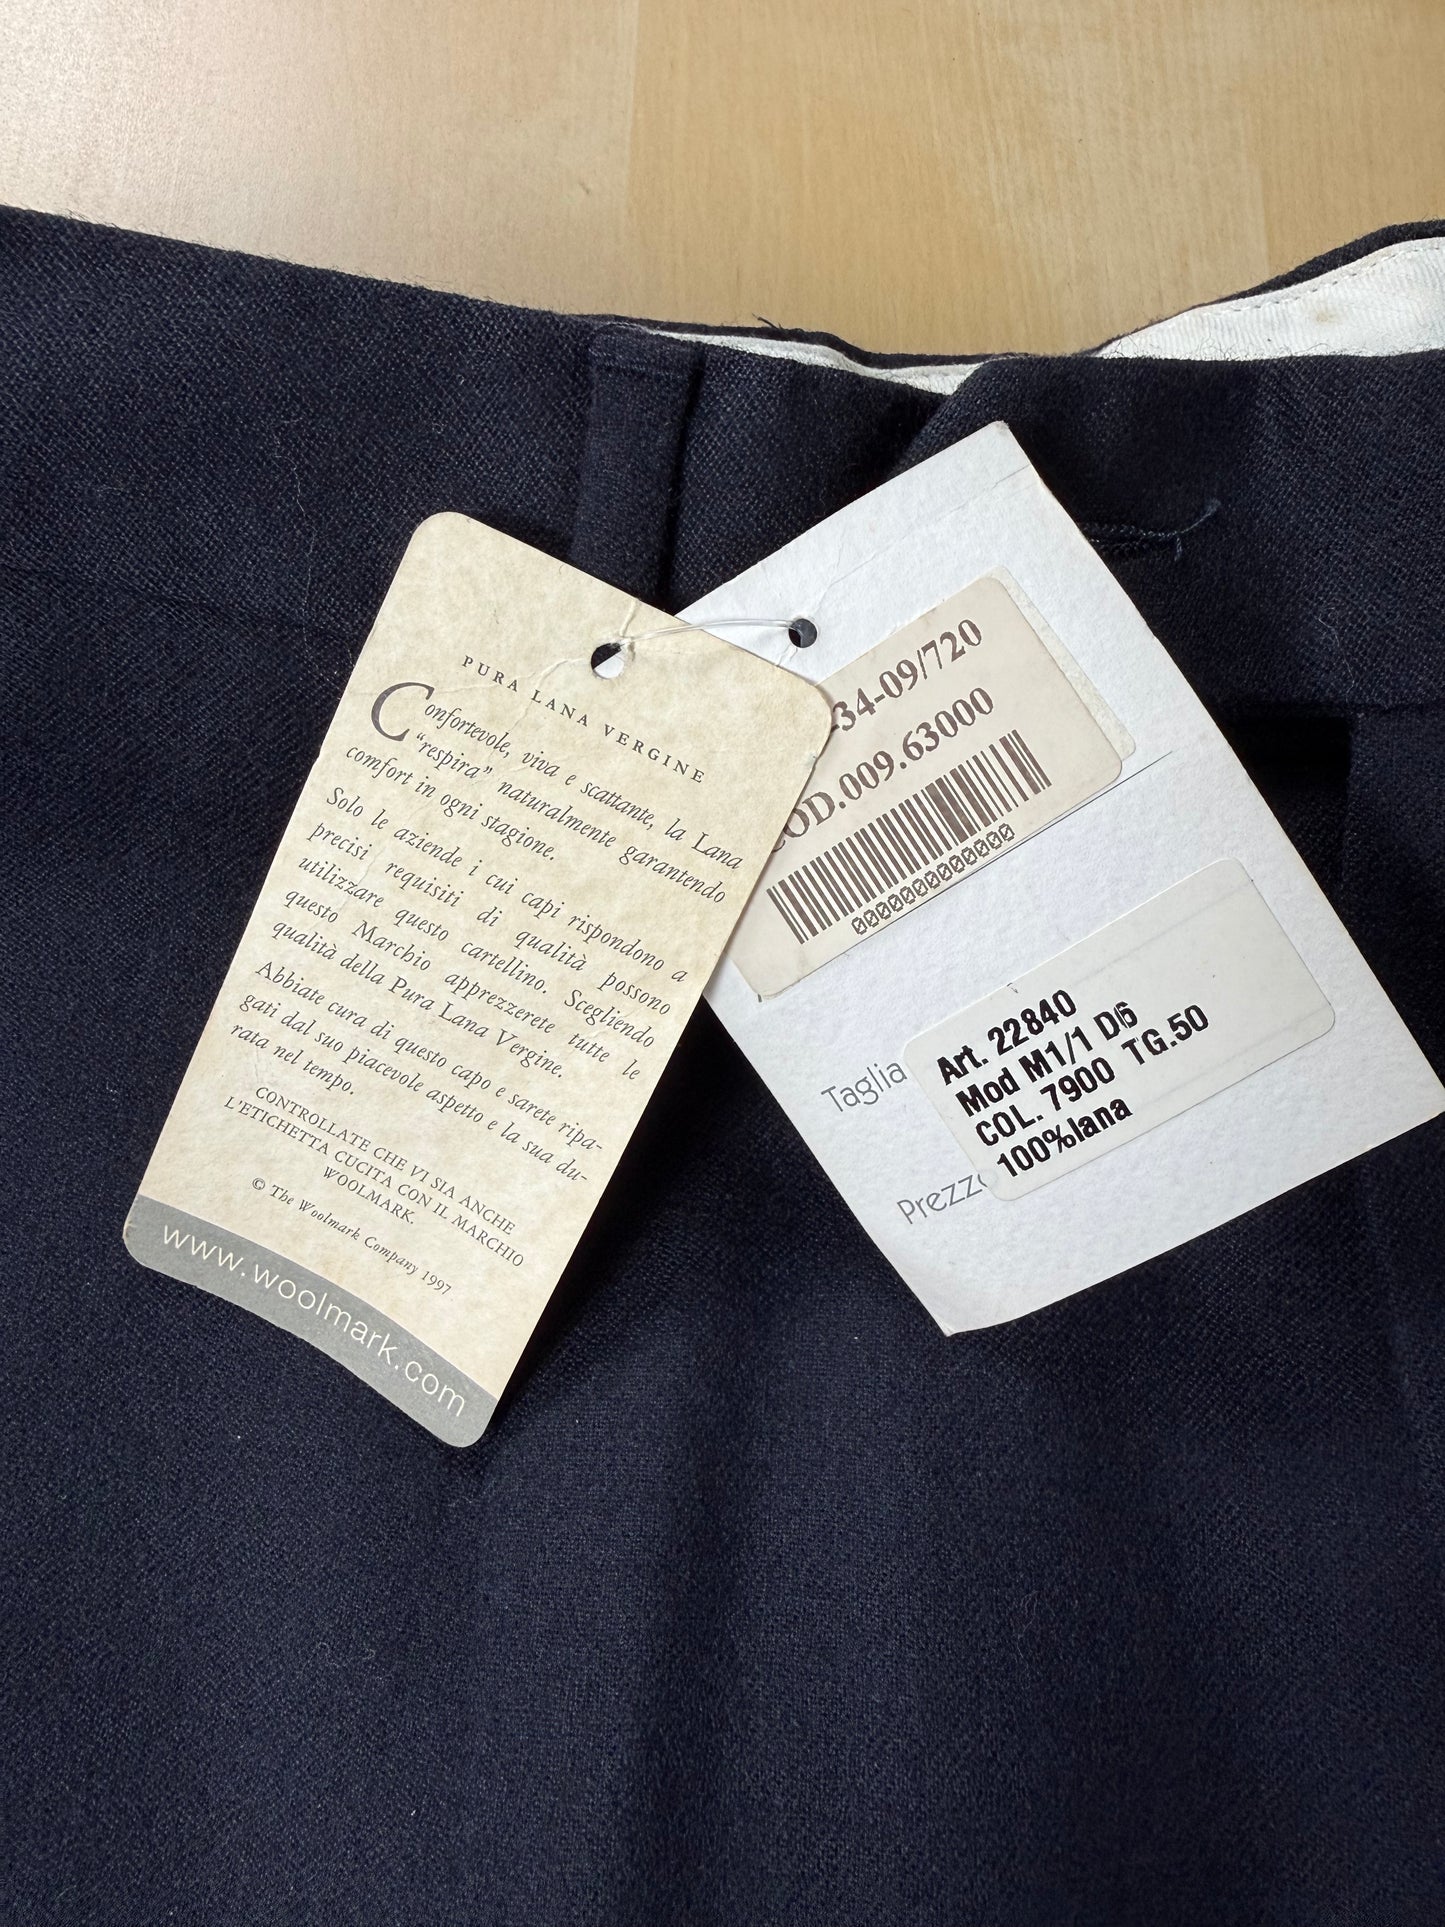 PURA LANA VERGINE
Confortevole, viva e scattante, la Lana
"respira" naturalmente garantendo
comfort in ogni stagione.
Solo le aziende i cui capi rispondono a
precisi requisiti di qualità possono
utilizzare questo cartellino. Scegliendo
questo Marchio apprezzerete tutte le
qualità della Pura Lana Vergine.
Abbiate cura di questo capo e sarete ripa-
gati dal suo piacevole aspetto e la sua du-
rata nel tempo.
CONTROLLATE CHE VI SIA ANCHE
L'ETICHETTA CUCITA CON IL MARCHIO
WOOLMARK.
© The Woolmark Company 1997
www.woolmark.com
-34-09/720
COD.009.63000
0000000000000
Taglia
Art. 22840
Mod M1/1 D6
COL. 7900 TG.50
100%lana
Prezzo